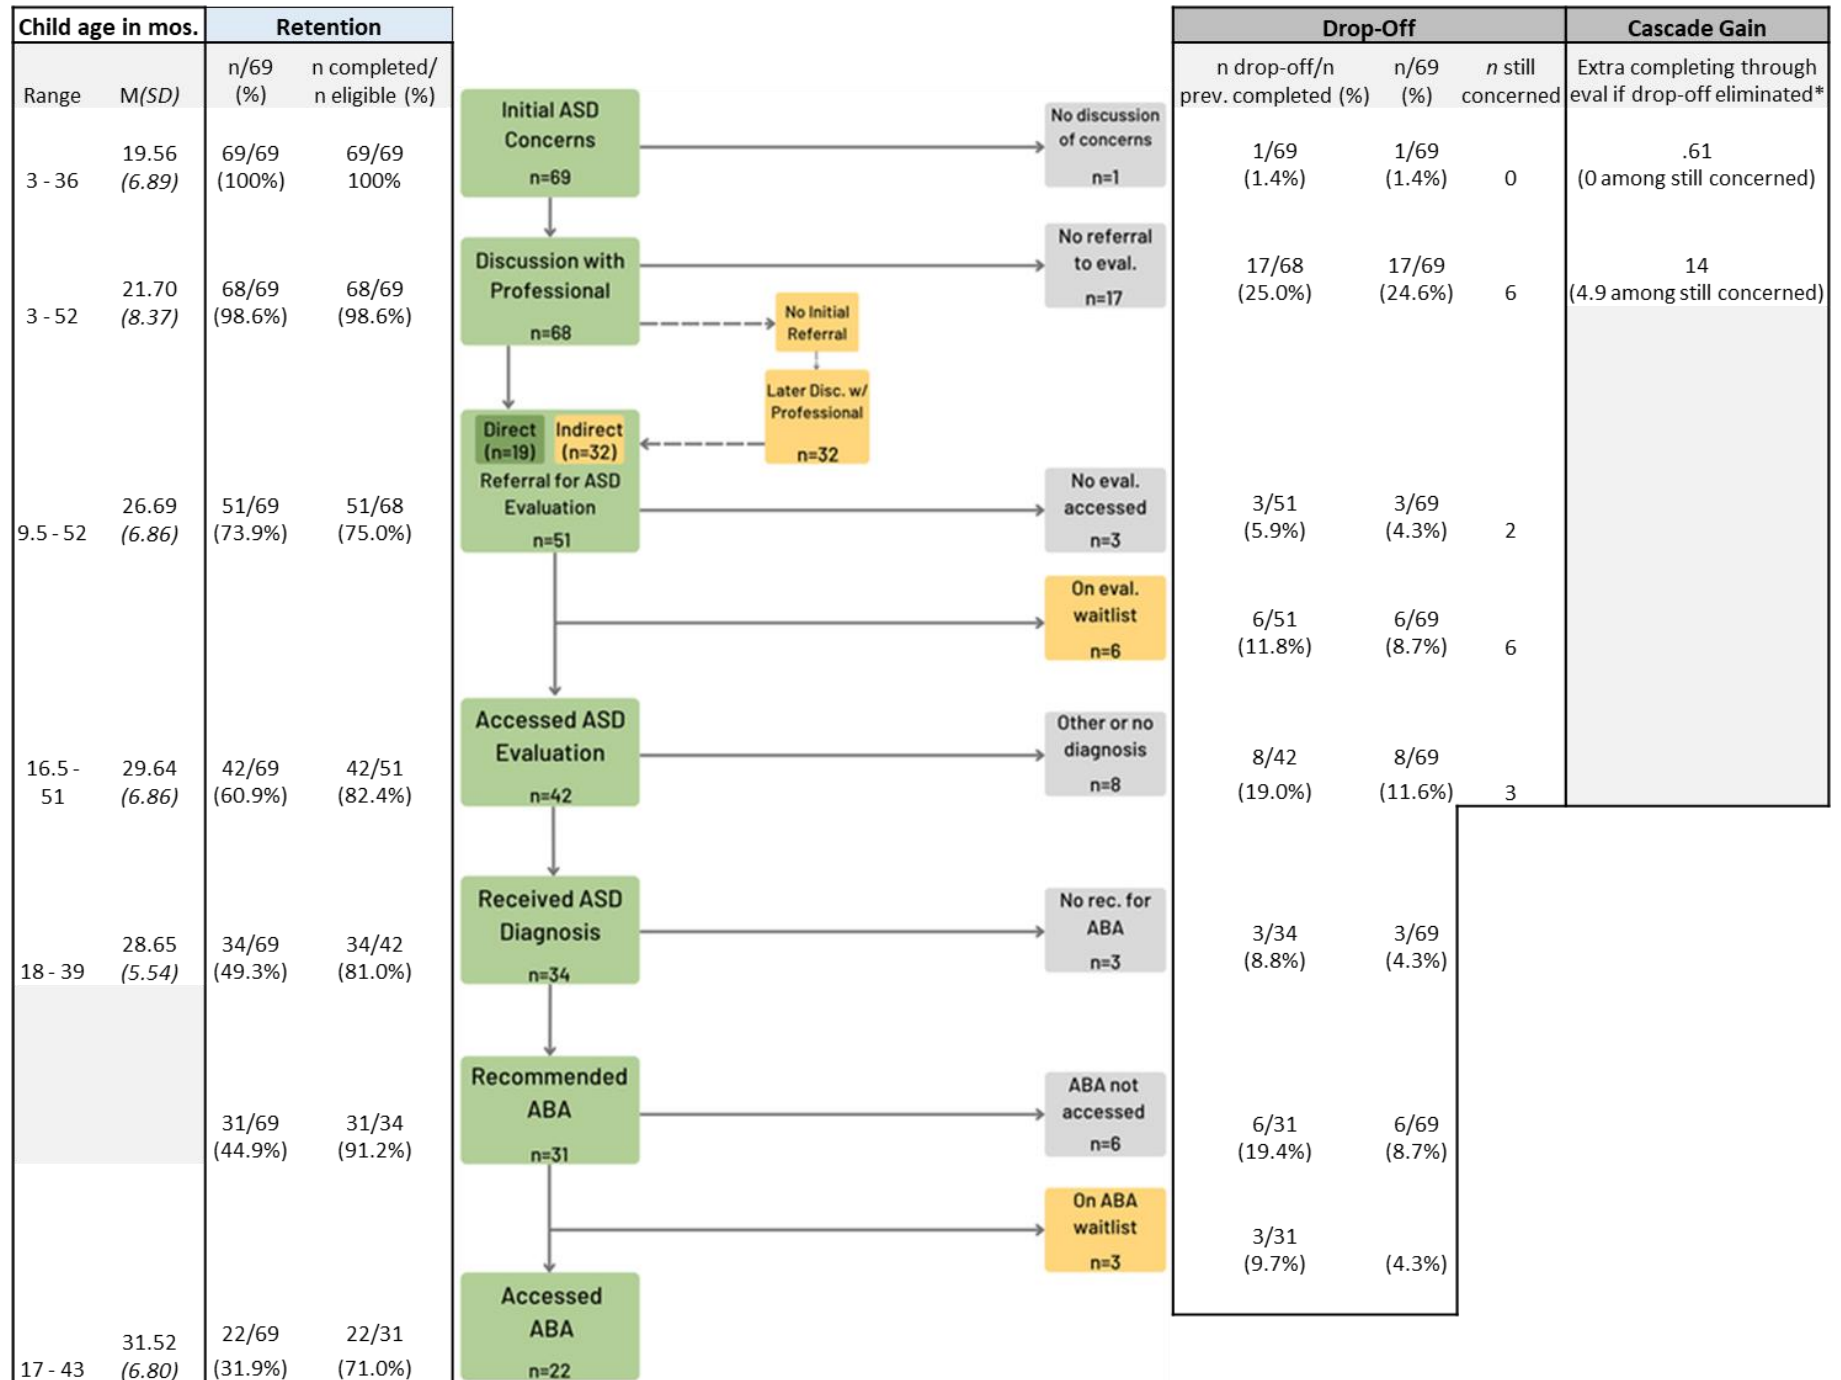 Child age in mos.
Retention
Drop-Off
Cascade Gain
Range
M(SD)
n/69
(%)
n completed/
n eligible (%)
n drop-off/n
prev. completed (%)
n/69
(%)
n still
concerned
Extra completing through
eval if drop-off eliminated*
3 - 36
19.56
(6.89)
69/69
(100%)
69/69
100%
Initial ASD
Concerns
n=69
No discussion
of concerns
n=1
1/69
(1.4%)
1/69
(1.4%)
0
.61
(0 among still concerned)
3 - 52
21.70
(8.37)
68/69
(98.6%)
68/69
(98.6%)
Discussion with
Professional
n=68
No referral
to eval.
n=17
17/68
(25.0%)
17/69
(24.6%)
6
14
(4.9 among still concerned)
No Initial
Referral
Later Disc. w/
Professional
n=32
9.5 - 52
26.69
(6.86)
51/69
(73.9%)
51/68
(75.0%)
Direct
(n=19)
Indirect
(n=32)
Referral for ASD
Evaluation
n=51
No eval.
accessed
n=3
3/51
(5.9%)
3/69
(4.3%)
2
On eval.
waitlist
n=6
6/51
(11.8%)
6/69
(8.7%)
6
16.5 -
51
29.64
(6.86)
42/69
(60.9%)
42/51
(82.4%)
Accessed ASD
Evaluation
n=42
Other or no
diagnosis
n=8
8/42
(19.0%)
8/69
(11.6%)
3
18 - 39
28.65
(5.54)
34/69
(49.3%)
34/42
(81.0%)
Received ASD
Diagnosis
n=34
No rec. for
ABA
n=3
3/34
(8.8%)
3/69
(4.3%)
31/69
(44.9%)
31/34
(91.2%)
Recommended
ABA
n=31
ABA not
accessed
n=6
6/31
(19.4%)
6/69
(8.7%)
On ABA
waitlist
n=3
3/31
(9.7%)
(4.3%)
17 - 43
31.52
(6.80)
22/69
(31.9%)
22/31
(71.0%)
Accessed
ABA
n=22